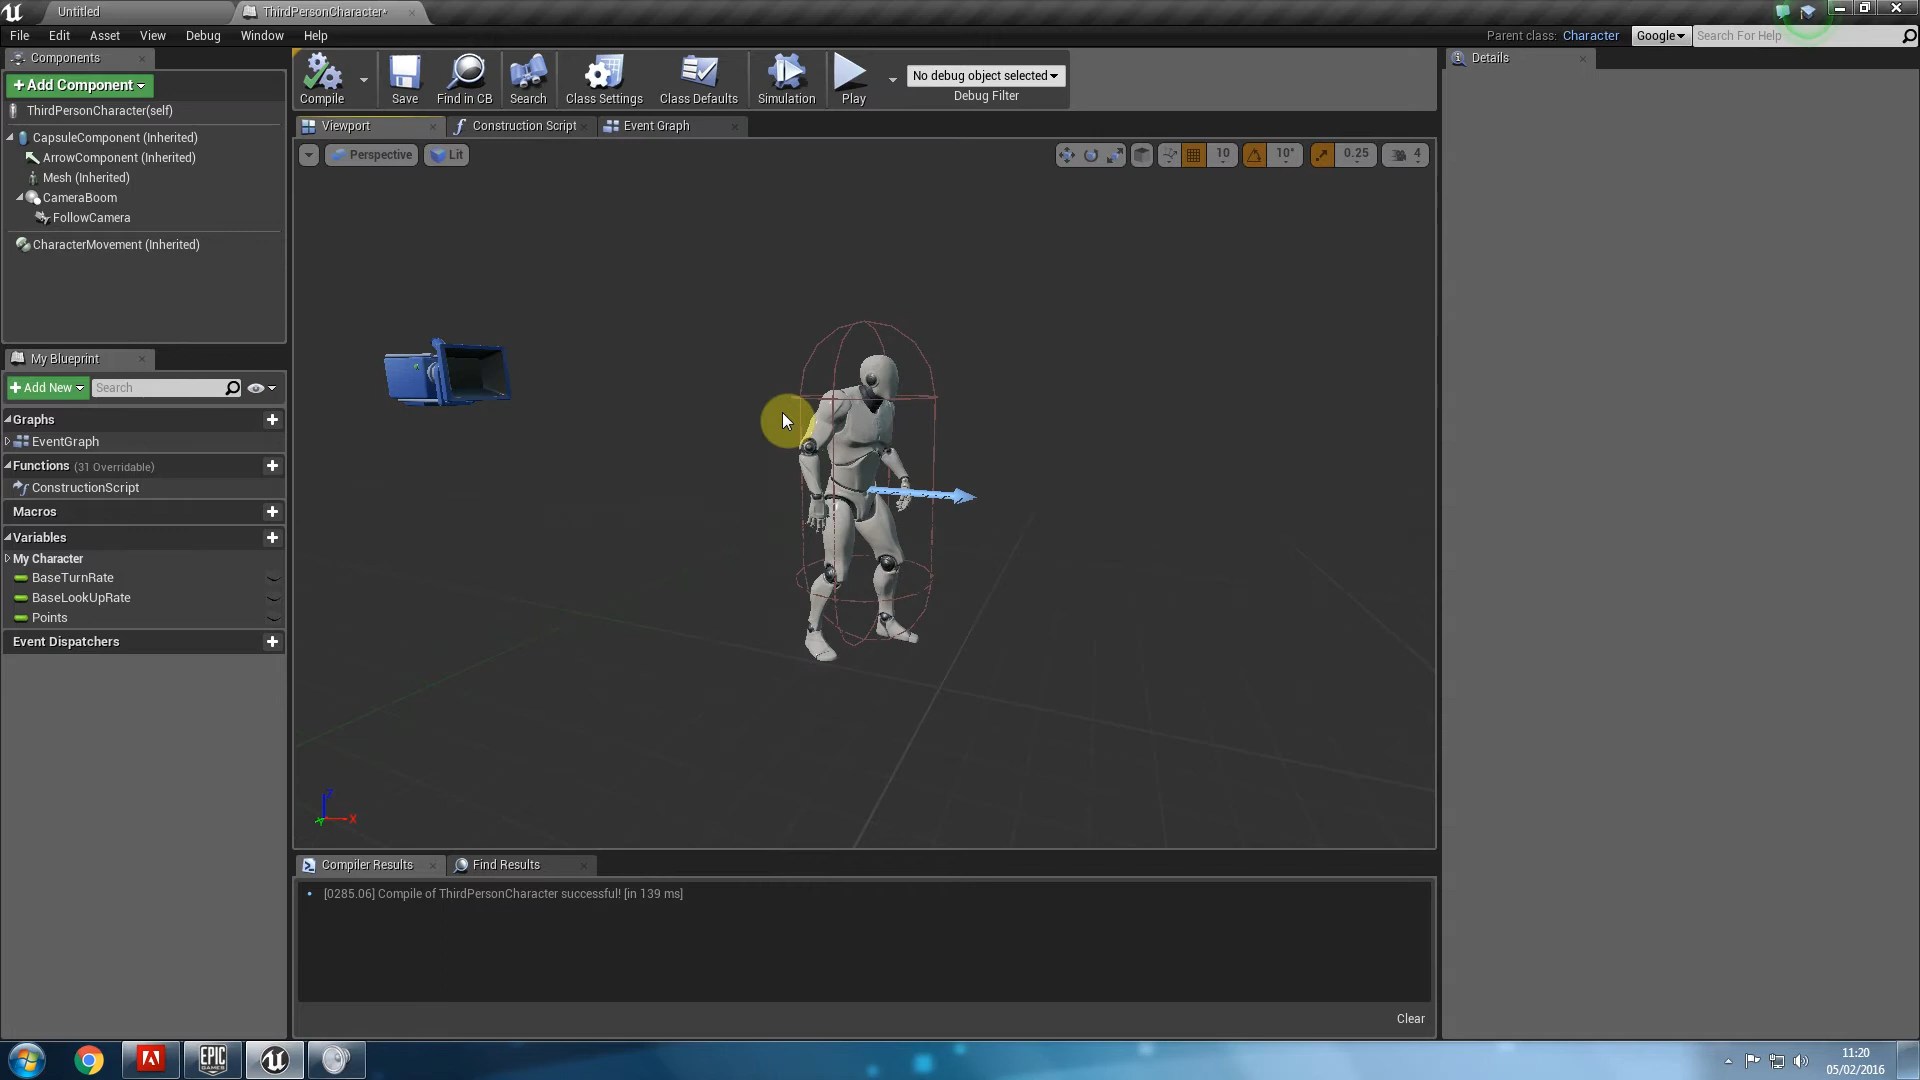 Untitled
ThirdPersonCharacter*
File Edit Asset View Debug Window Help
Parent class: Character Google Search For Help
Components
+Add Component
ThirdPersonCharacter(self)
CapsuleComponent (Inherited)
ArrowComponent (Inherited)
Mesh (Inherited)
CameraBoom
FollowCamera
CharacterMovement (Inherited)
Compile Save Find in CB Search Class Settings Class Defaults Simulation Play
No debug object selected
Debug Filter
Viewport Construction Script Event Graph
Perspective Lit
10 10° 0.25 4
Z
X
My Blueprint
+Add New Search
Graphs
EventGraph
Functions (31 Overridable)
ConstructionScript
Macros
Variables
My Character
BaseTurnRate
BaseLookUpRate
Points
Event Dispatchers
Compiler Results Find Results
[0285.06] Compile of ThirdPersonCharacter successful! [in 139 ms]
Clear
Details
EPIC
GAMES
11:20
05/02/2016